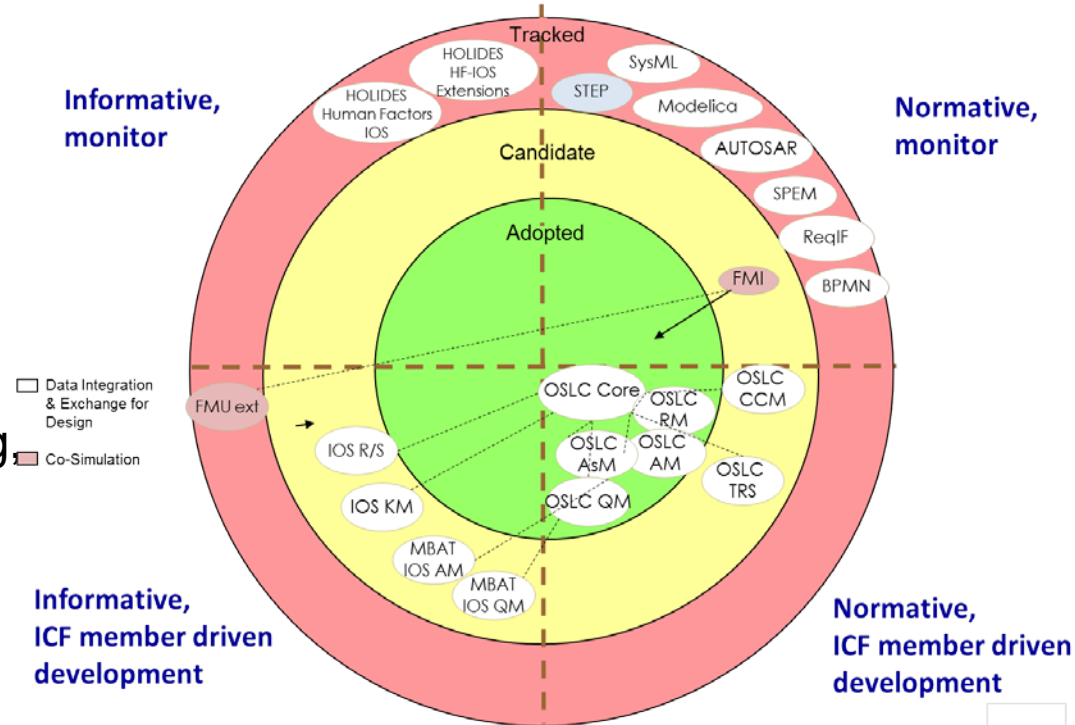 Tracked
HOLIDES
HF-IOS
Extensions
HOLIDES
Human Factors
IOS
SysML
STEP
Modelica
Informative,
monitor
Normative,
monitor
AUTOSAR
Candidate
SPEM
Adopted
ReqIF
FMI
BPMN
Data Integration
& Exchange for
Design
FMU ext
g,
Co-Simulation
OSLC Core
OSLC
CCM
OSLC
RM
IOS R/S
OSLC
AsM
OSLC
AM
OSLC
TRS
IOS KM
OSLC QM
MBAT
IOS AM
MBAT
IOS QM
Informative,
ICF member driven
development
Normative,
ICF member driven
development